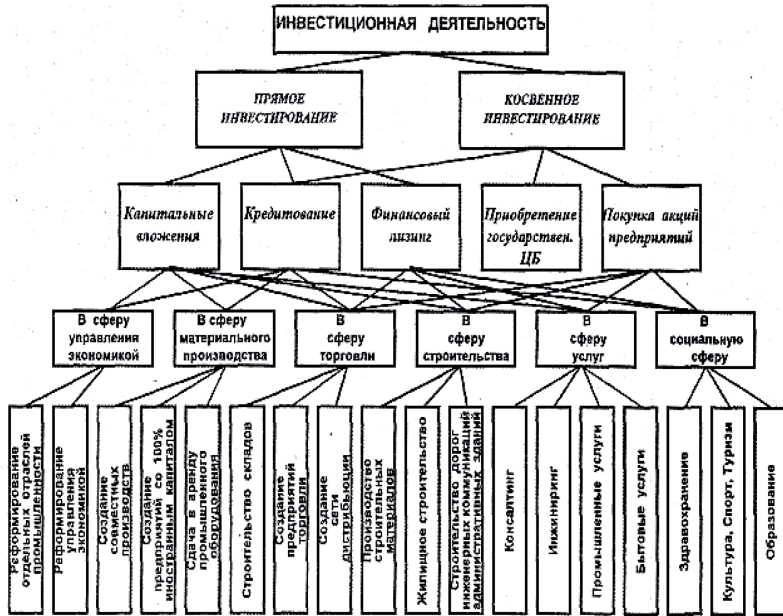 ИНВЕСТИЦИОННАЯ ДЕЯТЕЛЬНОСТЬ
ПРЯМОЕ
ИНВЕСТИРОВАНИЕ
КОСВЕННОЕ
ИНВЕСТИРОВАНИЕ
Капитальные
вложения
Кредитование
Финансовый
лизинг
Приобретение
государствен.
ЦБ
Покупка акций
предприятий
В сферу
управления
экономикой
В сферу
материального
производства
В
сферу
торговли
В
сферу
строительства
В
сферу
услуг
В
социальную
сферу
Реформирование
отдельных отраслей
промышленности
Реформирование
управления
экономикой
Создание
совместных
производств
Создание
предприятий со 100%
иностранным капиталом
Сдача в аренду
промышленного
оборудования
Строительство складов
Создание
предприятий
торговли
Создание
сети
дистрибьюции
Производство
строительных
материалов
Жилищное строительство
Строительство дорог
инженерных коммуникаций
административных зданий
Консалтинг
Инжиниринг
Промышленные услуги
Бытовые услуги
Здравохранение
Культура, Спорт, Туризм
Образование